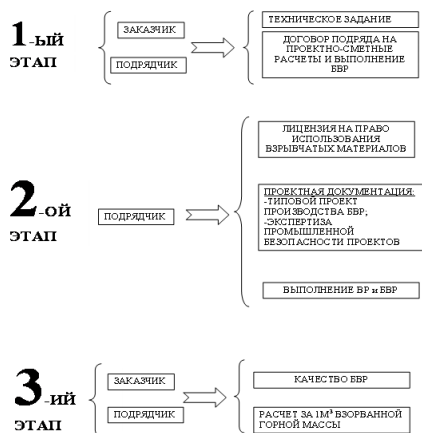 1-ЫЙ
ЭТАП
ЗАКАЗЧИК
ПОДРЯДЧИК
ТЕХНИЧЕСКОЕ ЗАДАНИЕ
ДОГОВОР ПОДРЯДА НА
ПРОЕКТНО-СМЕТНЫЕ
РАСЧЕТЫ И ВЫПОЛНЕНИЕ
БВР
2-ОЙ
ЭТАП
ПОДРЯДЧИК
ЛИЦЕНЗИЯ НА ПРАВО
ИСПОЛЬЗОВАНИЯ
ВЗРЫВЧАТЫХ МАТЕРИАЛОВ
ПРОЕКТНАЯ ДОКУМЕНТАЦИЯ:
-ТИПОВОЙ ПРОЕКТ
ПРОИЗВОДСТВА БВР;
-ЭКСПЕРТИЗА
ПРОМЫШЛЕННОЙ
БЕЗОПАСНОСТИ ПРОЕКТОВ
ВЫПОЛНЕНИЕ ВР и БВР
3-ИЙ
ЭТАП
ЗАКАЗЧИК
ПОДРЯДЧИК
КАЧЕСТВО БВР
РАСЧЕТ ЗА 1М³ ВЗОРВАННОЙ
ГОРНОЙ МАССЫ